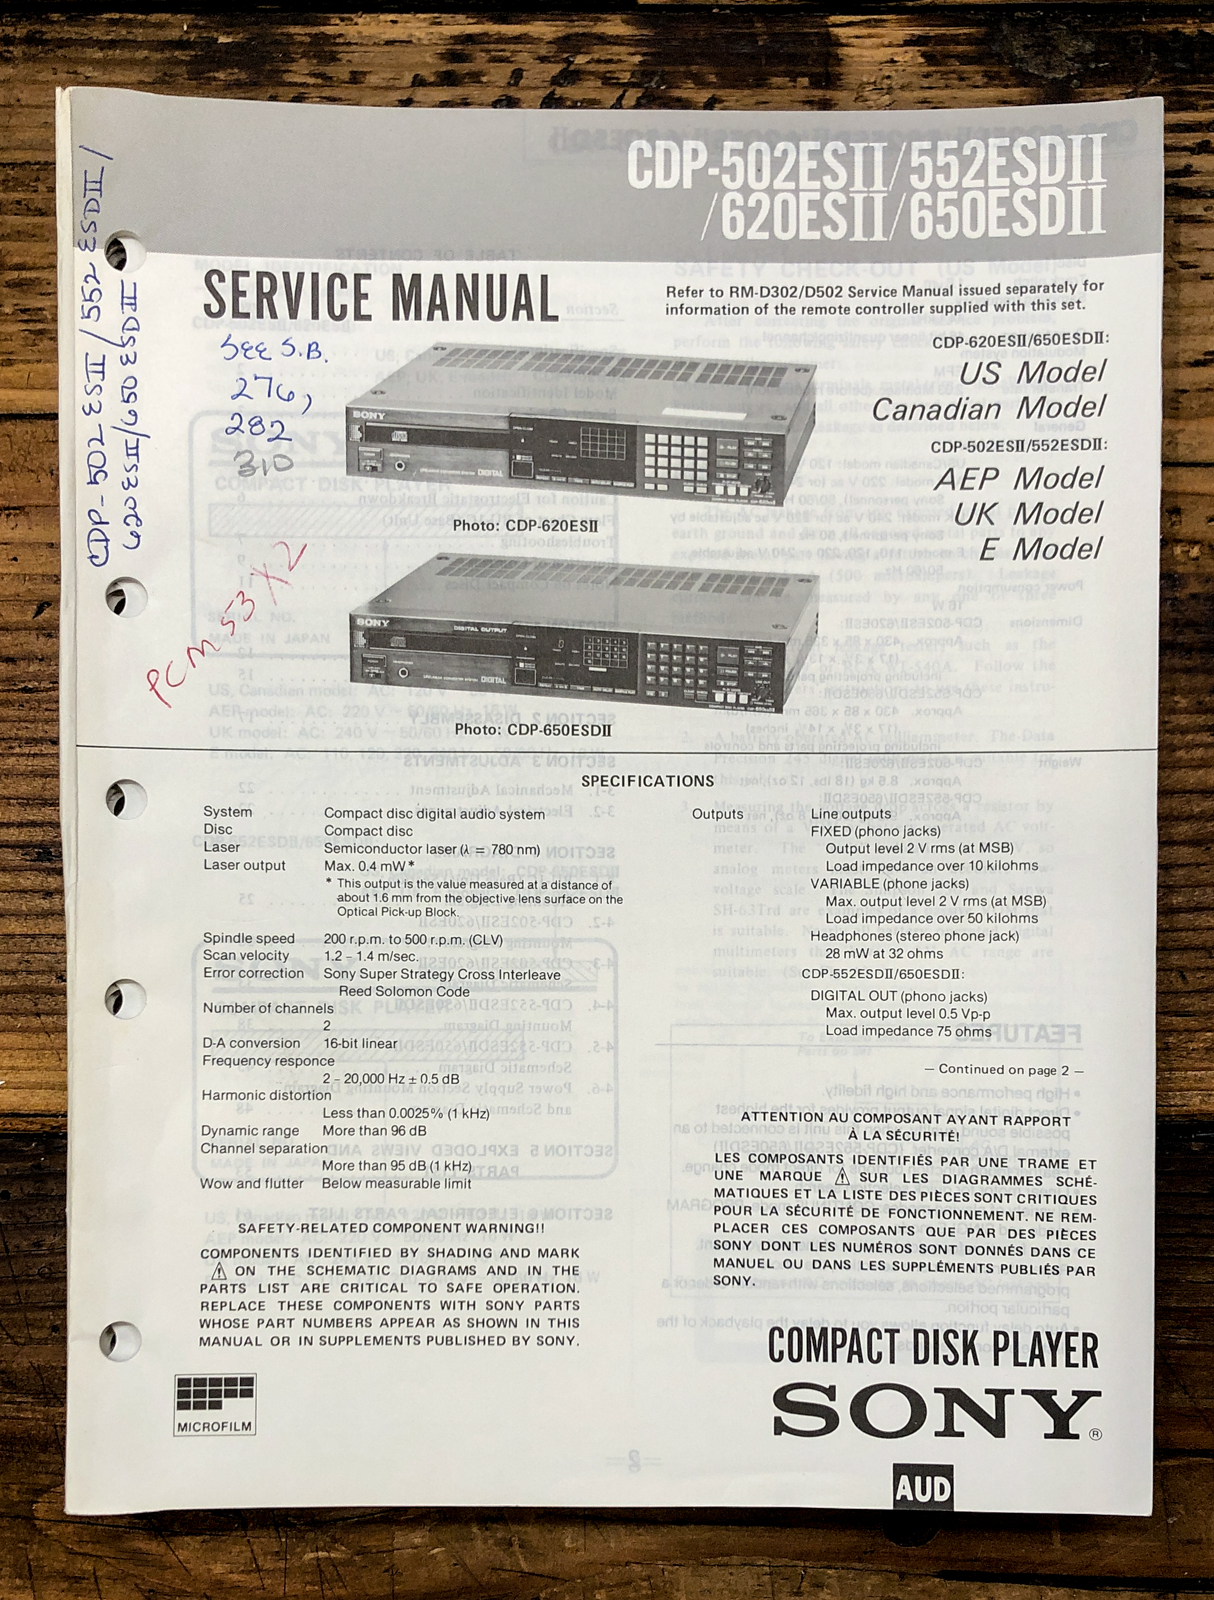 CDP-502ESII/552ESDII
/620ESII/650ESDII
CDP-502 ESII/552 ESDII/
620ESII/650ESDII
SERVICE MANUAL
Refer to RM-D302/D502 Service Manual issued separately for
information of the remote controller supplied with this set.
SEE S.B.
276,
282
310
PCM 53 X2
CDP-620ESII/650ESDII:
US Model
Canadian Model
CDP-502ESII/552ESDII:
AEP Model
UK Model
E Model
SONY
DIGITAL
Photo: CDP-620ESII
SONY
DIGITAL OUTPUT
DIGITAL
Photo: CDP-650ESDII
SPECIFICATIONS
System Compact disc digital audio system
Disc Compact disc
Laser Semiconductor laser (λ = 780 nm)
Laser output Max. 0.4 mW*
* This output is the value measured at a distance of
about 1.6 mm from the objective lens surface on the
Optical Pick-up Block.
Spindle speed 200 r.p.m. to 500 r.p.m. (CLV)
Scan velocity 1.2 – 1.4 m/sec.
Error correction Sony Super Strategy Cross Interleave
Reed Solomon Code
Number of channels
2
D-A conversion 16-bit linear
Frequency responce
2 – 20,000 Hz ± 0.5 dB
Harmonic distortion
Less than 0.0025% (1 kHz)
Dynamic range More than 96 dB
Channel separation
More than 95 dB (1 kHz)
Wow and flutter Below measurable limit
SAFETY-RELATED COMPONENT WARNING!!
COMPONENTS IDENTIFIED BY SHADING AND MARK
⚠ ON THE SCHEMATIC DIAGRAMS AND IN THE
PARTS LIST ARE CRITICAL TO SAFE OPERATION.
REPLACE THESE COMPONENTS WITH SONY PARTS
WHOSE PART NUMBERS APPEAR AS SHOWN IN THIS
MANUAL OR IN SUPPLEMENTS PUBLISHED BY SONY.
Outputs Line outputs
FIXED (phono jacks)
Output level 2 V rms (at MSB)
Load impedance over 10 kilohms
VARIABLE (phone jacks)
Max. output level 2 V rms (at MSB)
Load impedance over 50 kilohms
Headphones (stereo phone jack)
28 mW at 32 ohms
CDP-552ESDII/650ESDII:
DIGITAL OUT (phono jacks)
Max. output level 0.5 Vp-p
Load impedance 75 ohms
— Continued on page 2 —
ATTENTION AU COMPOSANT AYANT RAPPORT
À LA SÉCURITÉ!
LES COMPOSANTS IDENTIFIÉS PAR UNE TRAME ET
UNE MARQUE ⚠ SUR LES DIAGRAMMES SCHÉ-
MATIQUES ET LA LISTE DES PIÈCES SONT CRITIQUES
POUR LA SÉCURITÉ DE FONCTIONNEMENT. NE REM-
PLACER CES COMPOSANTS QUE PAR DES PIÈCES
SONY DONT LES NUMÉROS SONT DONNÉS DANS CE
MANUEL OU DANS LES SUPPLÉMENTS PUBLIÉS PAR
SONY.
COMPACT DISK PLAYER
SONY®
MICROFILM
AUD